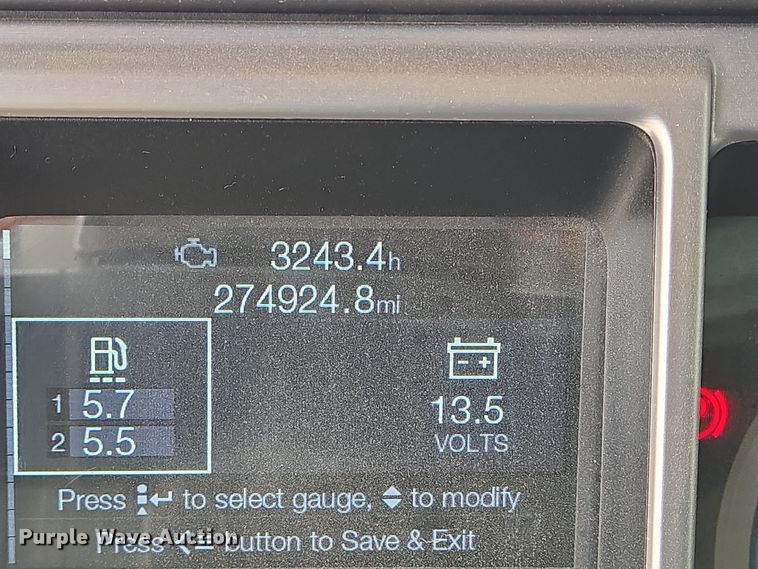 3243.4h
274924.8mi
1 5.7
2 5.5
13.5
VOLTS
Press to select gauge, to modify
Press button to Save & Exit
Purple Wave Auction